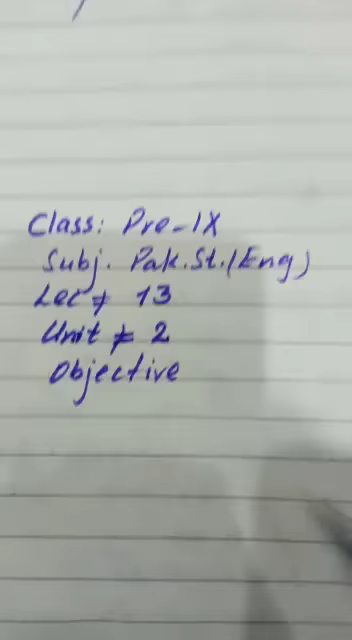 Class: Pre-IX
Subj. Pak.St.(Eng)
Lec # 13
Unit # 2
Objective